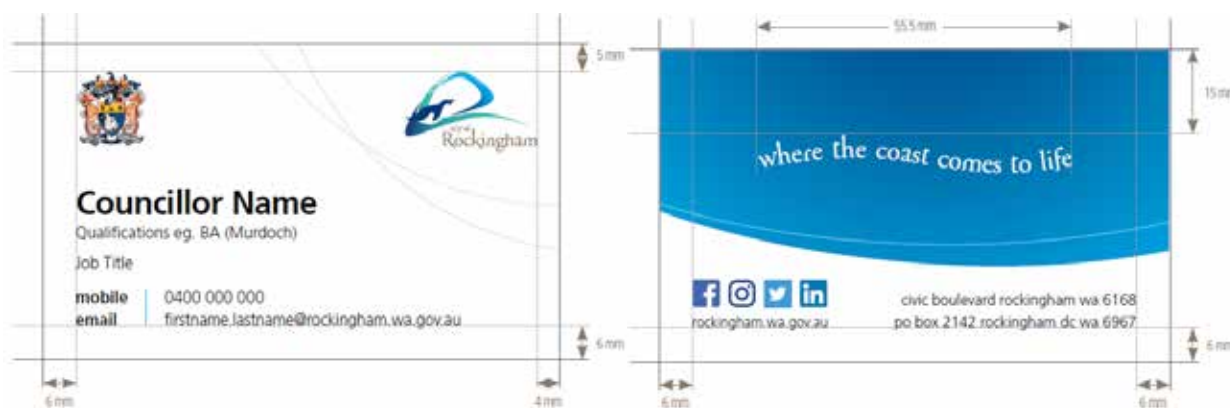 5 mm
city of
Rockingham
Councillor Name
Qualifications eg. BA (Murdoch)
Job Title
mobile 0400 000 000
email firstname.lastname@rockingham.wa.gov.au
6 mm
6 mm
4 mm
55.5 mm
15 mm
where the coast comes to life
rockingham.wa.gov.au
civic boulevard rockingham wa 6168
po box 2142 rockingham dc wa 6967
6 mm
6 mm
6 mm